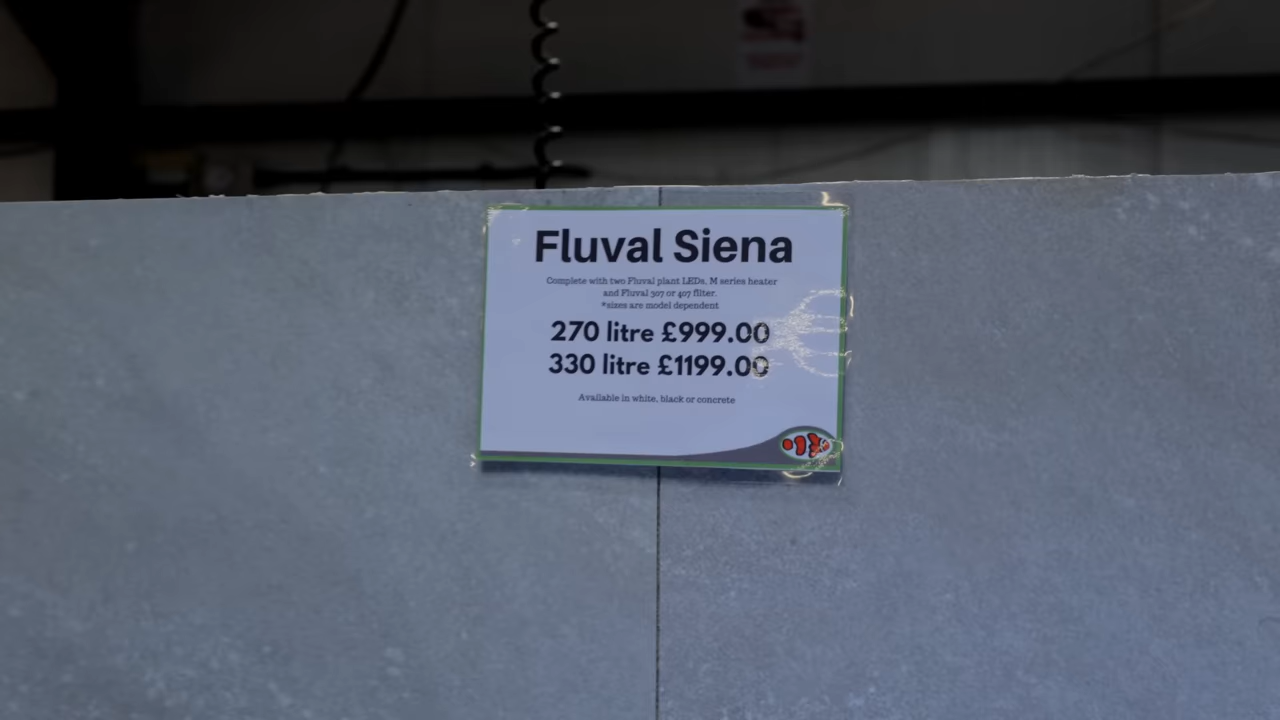 Fluval Siena
Complete with two Fluval plant LEDs, M series heater
and Fluval 307 or 407 filter.
*sizes are model dependent
270 litre £999.00
330 litre £1199.00
Available in white, black or concrete